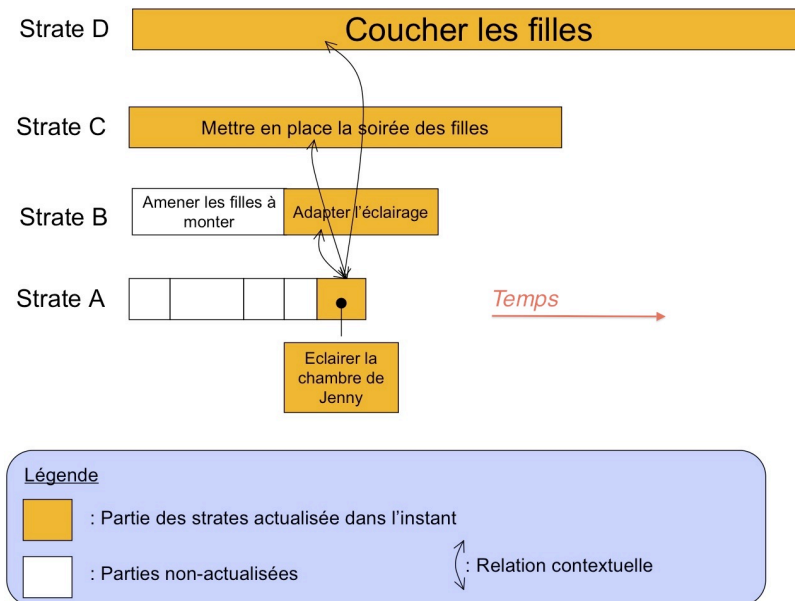 Strate D
Coucher les filles
Strate C
Mettre en place la soirée des filles
Strate B
Amener les filles à
monter
Adapter l'éclairage
Strate A
Temps
Eclairer la
chambre de
Jenny
Légende
: Partie des strates actualisée dans l'instant
: Parties non-actualisées
: Relation contextuelle